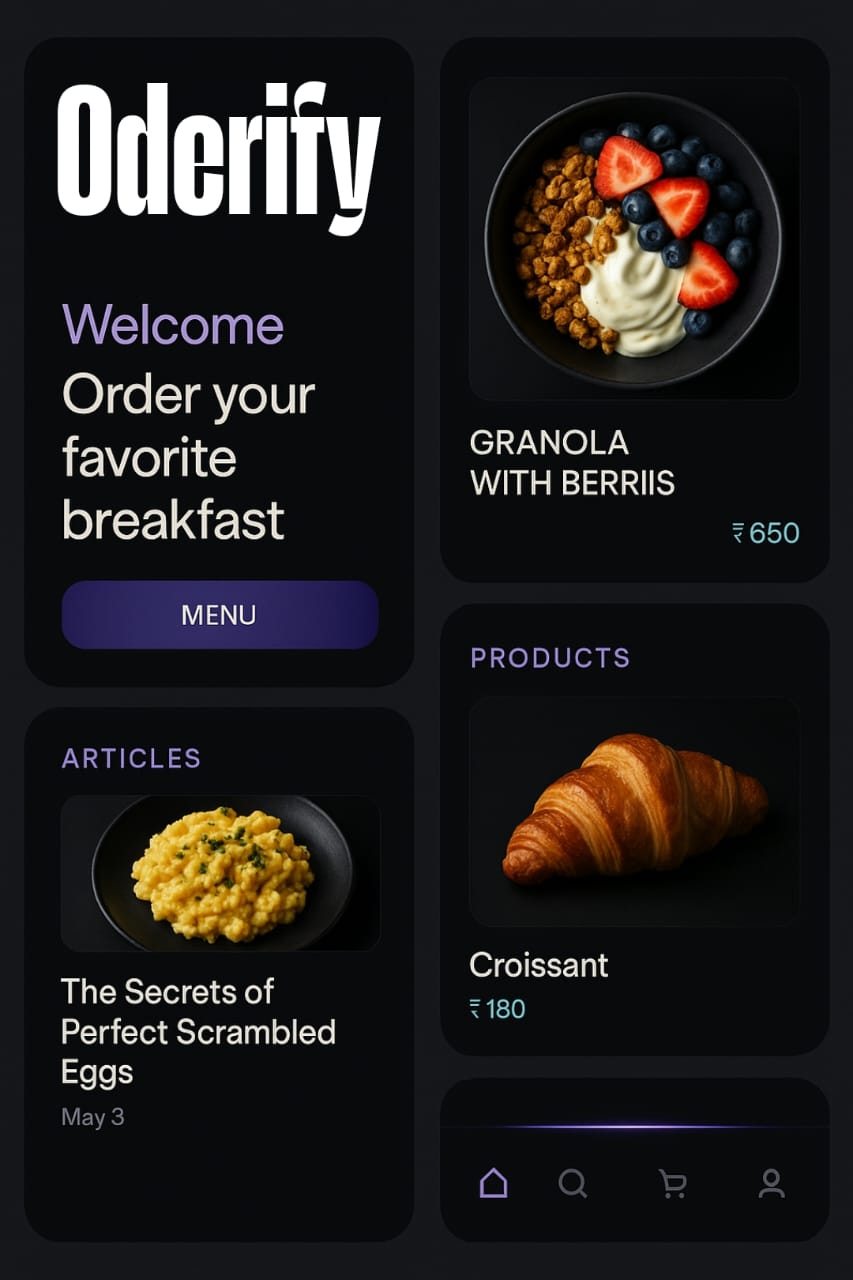 Oderify
Welcome
Order your
favorite
breakfast
MENU
ARTICLES
The Secrets of
Perfect Scrambled
Eggs
May 3
GRANOLA
WITH BERRIIS
₹650
PRODUCTS
Croissant
₹180